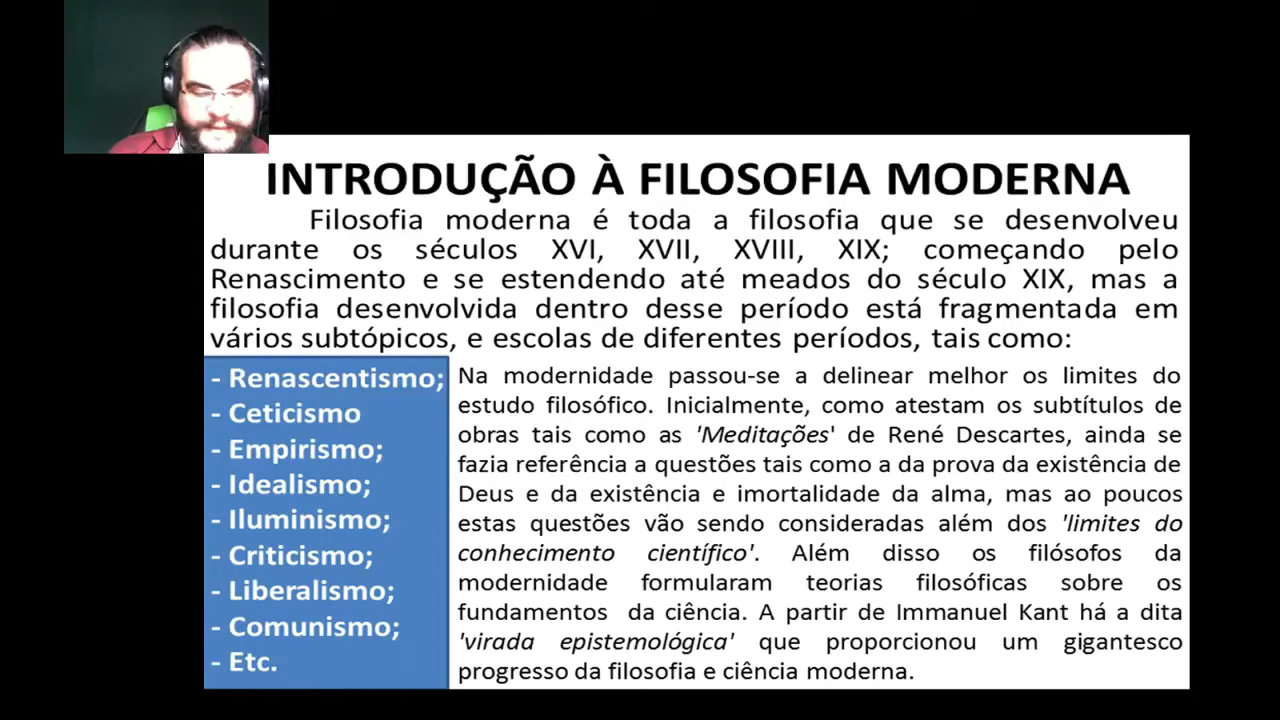 INTRODUÇÃO À FILOSOFIA MODERNA
Filosofia moderna é toda a filosofia que se desenvolveu
durante os séculos XVI, XVII, XVIII, XIX; começando pelo
Renascimento e se estendendo até meados do século XIX, mas a
filosofia desenvolvida dentro desse período está fragmentada em
vários subtópicos, e escolas de diferentes períodos, tais como:
- Renascentismo;
- Ceticismo
- Empirismo;
- Idealismo;
- Iluminismo;
- Criticismo;
- Liberalismo;
- Comunismo;
- Etc.
Na modernidade passou-se a delinear melhor os limites do
estudo filosófico. Inicialmente, como atestam os subtítulos de
obras tais como as 'Meditações' de René Descartes, ainda se
fazia referência a questões tais como a da prova da existência de
Deus e da existência e imortalidade da alma, mas ao poucos
estas questões vão sendo consideradas além dos 'limites do
conhecimento científico'. Além disso os filósofos da
modernidade formularam teorias filosóficas sobre os
fundamentos da ciência. A partir de Immanuel Kant há a dita
'virada epistemológica' que proporcionou um gigantesco
progresso da filosofia e ciência moderna.